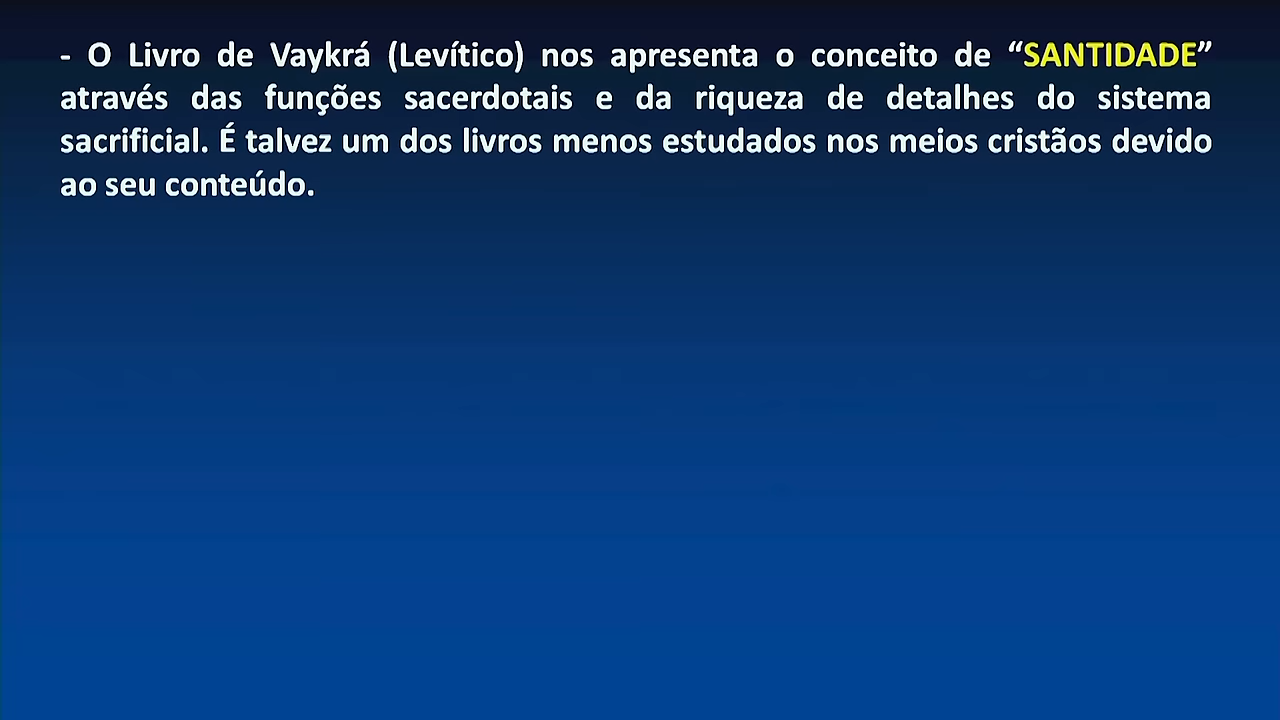 - O Livro de Vaykrá (Levítico) nos apresenta o conceito de “SANTIDADE”
através das funções sacerdotais e da riqueza de detalhes do sistema
sacrificial. É talvez um dos livros menos estudados nos meios cristãos devido
ao seu conteúdo.